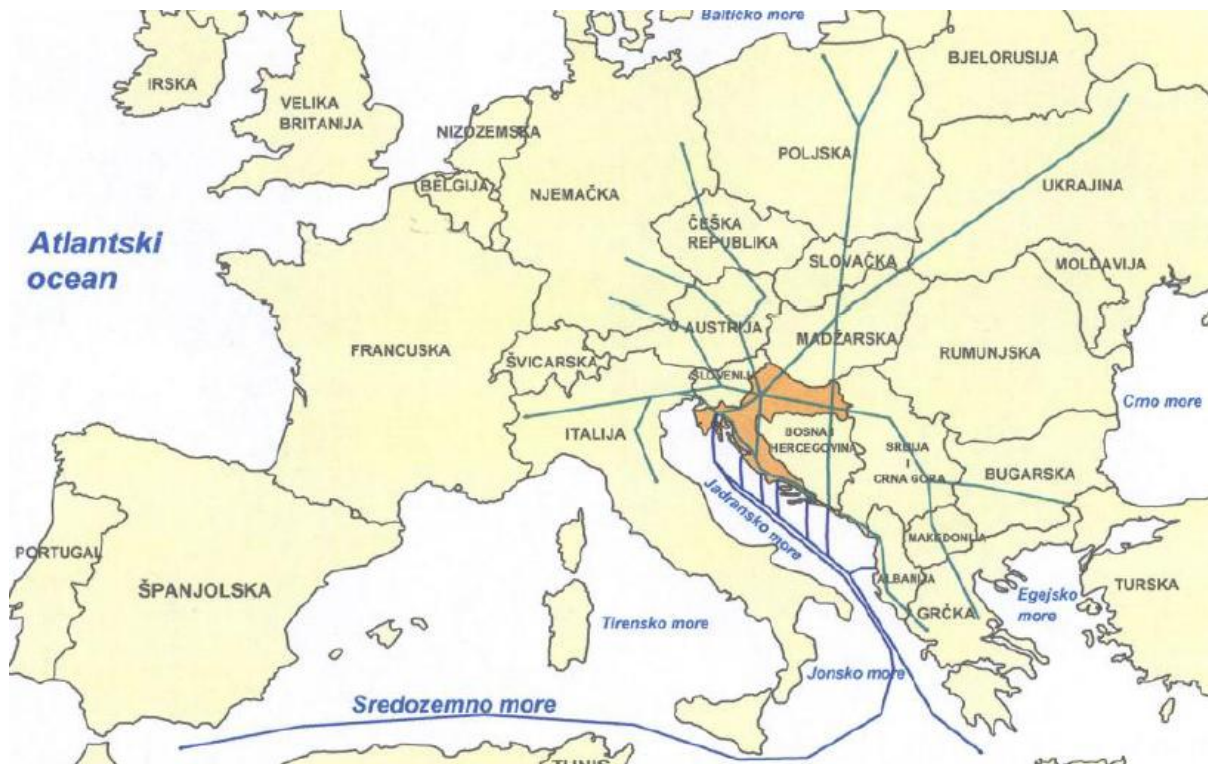 Baltičko more
BJELORUSIJA
IRSKA
VELIKA
BRITANIJA
NIZOZEMSKA
POLJSKA
BELGIJA
NJEMAČKA
UKRAJINA
ČEŠKA
REPUBLIKA
Atlantski
ocean
SLOVAČKA
MOLDAVIJA
AUSTRIJA
MADŽARSKA
FRANCUSKA
ŠVICARSKA
RUMUNJSKA
SLOVENIJ
Crno more
ITALIJA
BOSNA I
HERCEGOVINA
SRBIJA
I
CRNA GORA
BUGARSKA
Jadransko more
MAKEDONIJA
PORTUGAL
ŠPANJOLSKA
ALBANIJA
GRČKA
Egejsko
more
TURSKA
Tirensko more
Jonsko more
Sredozemno more
TUNIS